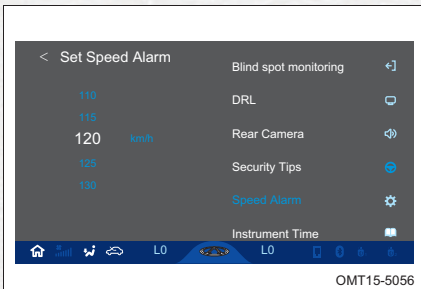 < Set Speed Alarm
110
115
120 km/h
125
130
Blind spot monitoring
DRL
Rear Camera
Security Tips
Speed Alarm
Instrument Time
L0 L0
OMT15-5056